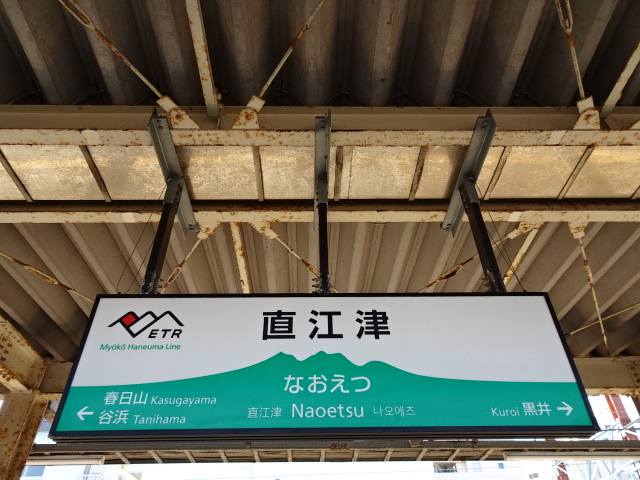 ETR
Myōkō Haneuma Line
直江津
なおえつ
直江津 Naoetsu 나오에츠
春日山 Kasugayama
← 谷浜 Tanihama
Kuroi 黒井 →